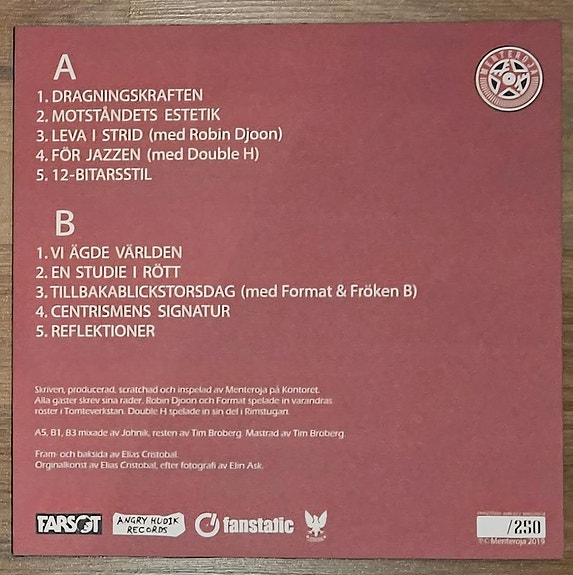 A
MENTEROJA
1. DRAGNINGSKRAFTEN
2. MOTSTÅNDETS ESTETIK
3. LEVA I STRID (med Robin Djoon)
4. FÖR JAZZEN (med Double H)
5. 12-BITARSSTIL
B
1. VI ÄGDE VÄRLDEN
2. EN STUDIE I RÖTT
3. TILLBAKABLICKSTORSDAG (med Format & Fröken B)
4. CENTRISMENS SIGNATUR
5. REFLEKTIONER
Skriven, producerad, scratchad och inspelad av Menteroja på Kontoret.
Alla gäster skrev sina rader. Robin Djoon och Format spelade in varandras
röster i Tomteverkstan. Double H spelade in sin del i Rimstugan.
A5, B1, B3 mixade av Johnik, resten av Tim Broberg. Mastrad av Tim Broberg.
Fram- och baksida av Elias Cristobal.
Orginalkonst av Elias Cristobal, efter fotografi av Elin Ask.
FARSOT
ANGRY HUDIK
RECORDS
fanstatic
/250
℗© Menteroja 2019